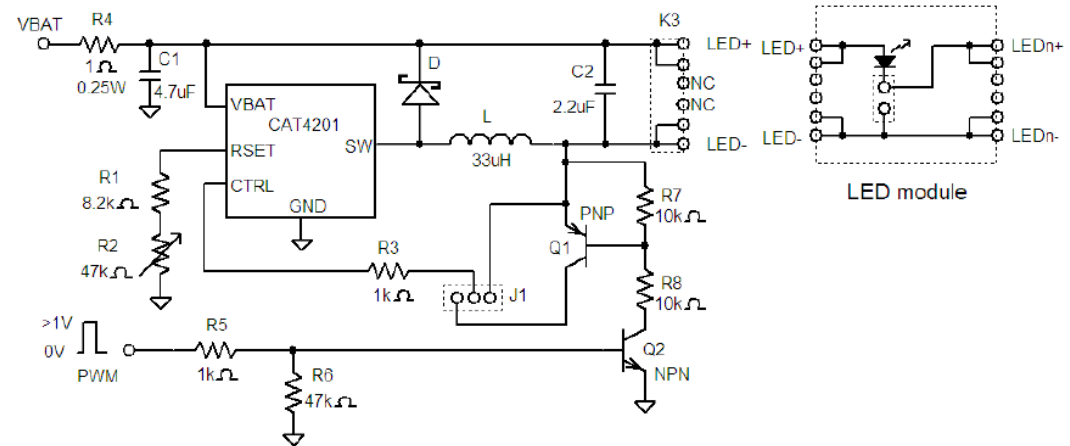 VBAT
R4
1Ω
0.25W
C1
4.7uF
D
C2
2.2uF
K3
LED+
NC
NC
LED-
VBAT
CAT4201
RSET
SW
CTRL
GND
L
33uH
R1
8.2kΩ
R2
47kΩ
R3
1kΩ
J1
PNP
Q1
R7
10kΩ
R8
10kΩ
Q2
NPN
>1V
0V
PWM
R5
1kΩ
R6
47kΩ
LED+
LEDn+
LED-
LEDn-
LED module